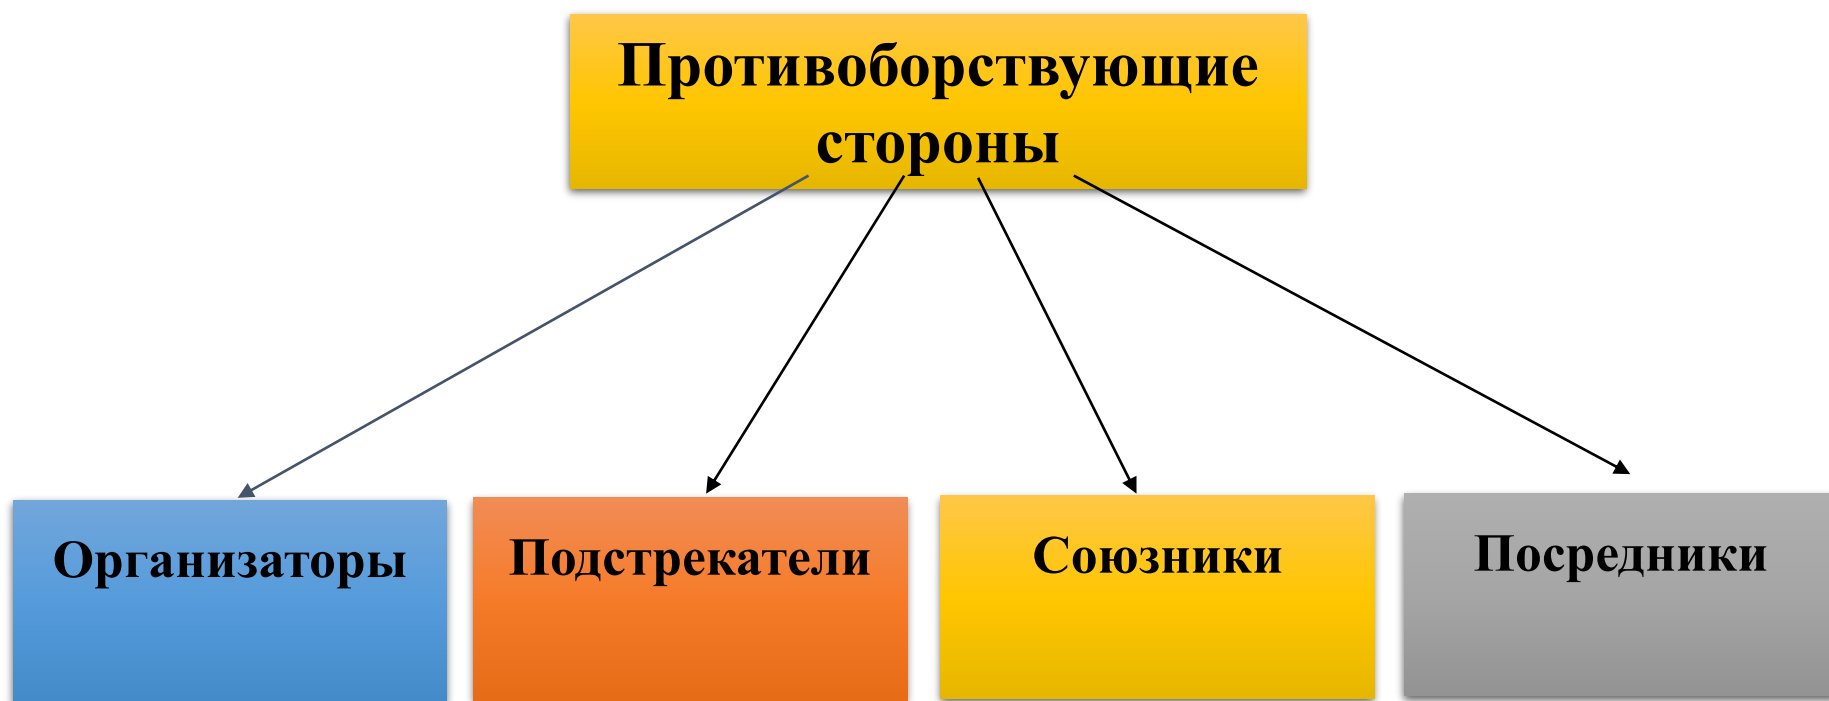 Противоборствующие
стороны
Организаторы
Подстрекатели
Союзники
Посредники